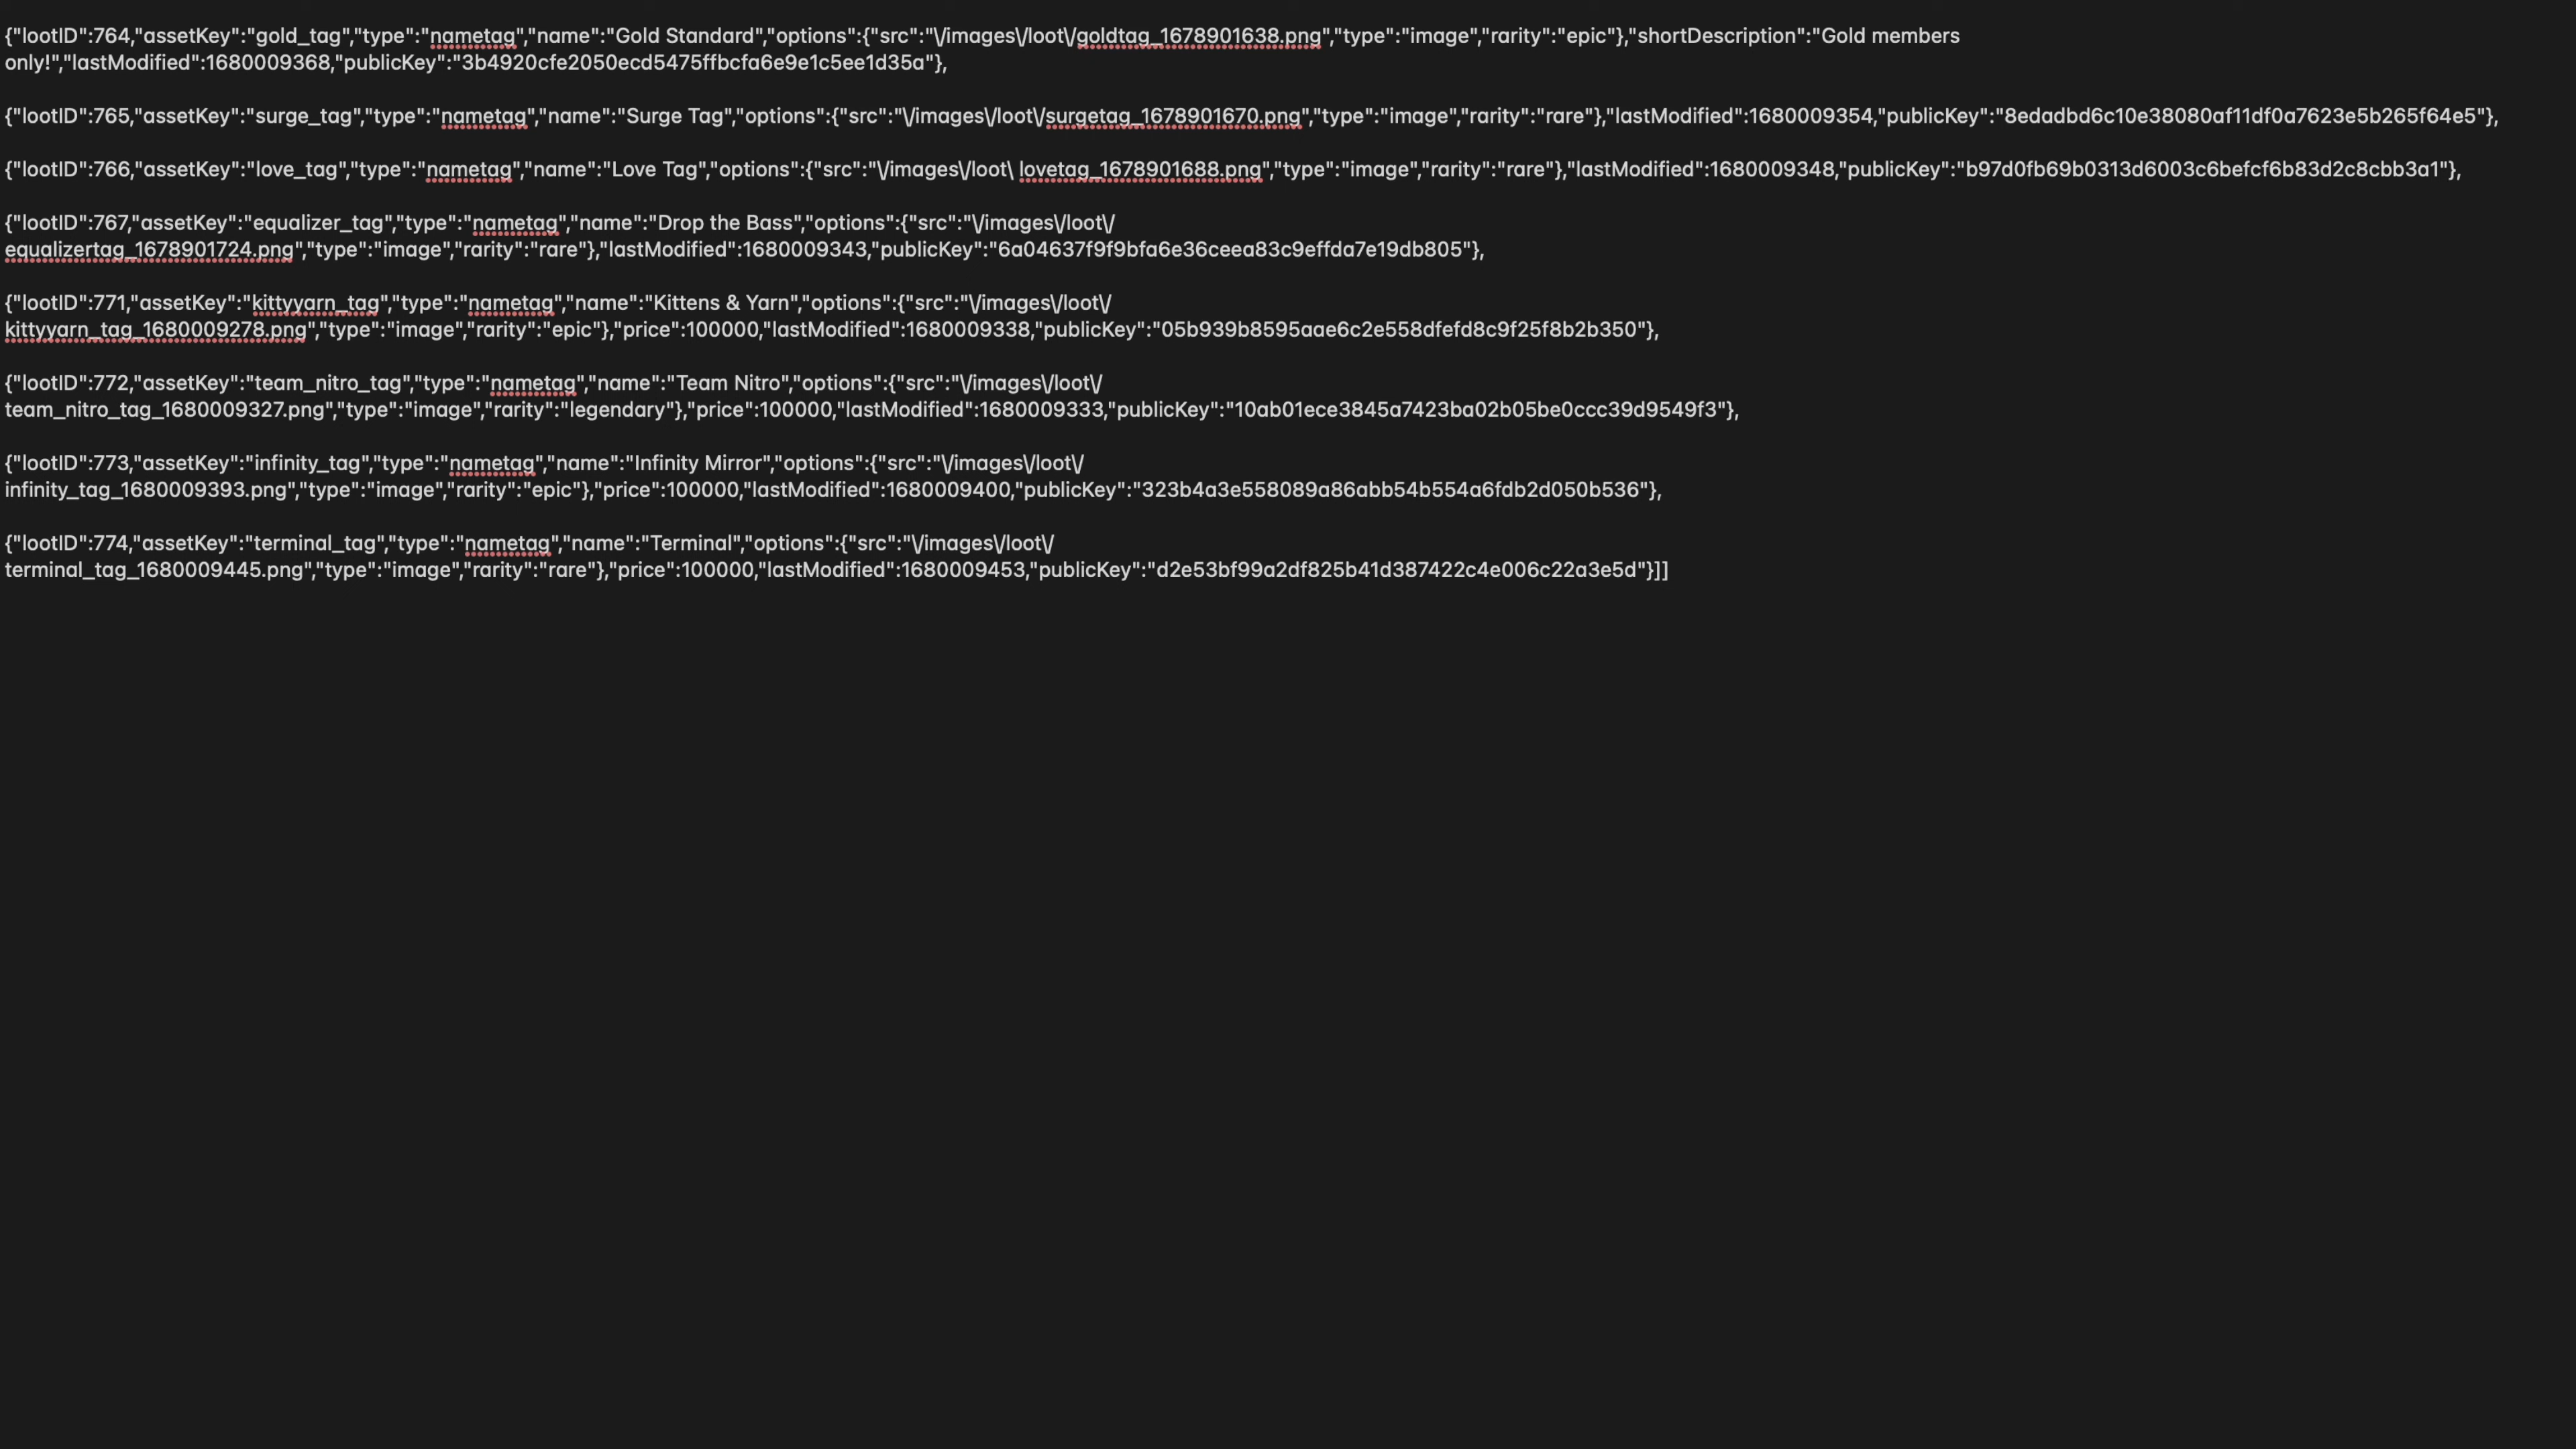 {"lootID":764,"assetKey":"gold_tag","type":"nametag","name":"Gold Standard","options":{"src":"\/images\/loot\/goldtag_1678901638.png","type":"image","rarity":"epic"},"shortDescription":"Gold members
only!","lastModified":1680009368,"publicKey":"3b4920cfe2050ecd5475ffbcfa6e9e1c5ee1d35a"},
{"lootID":765,"assetKey":"surge_tag","type":"nametag","name":"Surge Tag","options":{"src":"\/images\/loot\/surgetag_1678901670.png","type":"image","rarity":"rare"},"lastModified":1680009354,"publicKey":"8edadbd6c10e38080af11df0a7623e5b265f64e5"},
{"lootID":766,"assetKey":"love_tag","type":"nametag","name":"Love Tag","options":{"src":"\/images\/loot\ lovetag_1678901688.png","type":"image","rarity":"rare"},"lastModified":1680009348,"publicKey":"b97d0fb69b0313d6003c6befcf6b83d2c8cbb3a1"},
{"lootID":767,"assetKey":"equalizer_tag","type":"nametag","name":"Drop the Bass","options":{"src":"\/images\/loot\/
equalizertag_1678901724.png","type":"image","rarity":"rare"},"lastModified":1680009343,"publicKey":"6a04637f9f9bfa6e36ceea83c9effda7e19db805"},
{"lootID":771,"assetKey":"kittyyarn_tag","type":"nametag","name":"Kittens & Yarn","options":{"src":"\/images\/loot\/
kittyyarn_tag_1680009278.png","type":"image","rarity":"epic"},"price":100000,"lastModified":1680009338,"publicKey":"05b939b8595aae6c2e558dfefd8c9f25f8b2b350"},
{"lootID":772,"assetKey":"team_nitro_tag","type":"nametag","name":"Team Nitro","options":{"src":"\/images\/loot\/
team_nitro_tag_1680009327.png","type":"image","rarity":"legendary"},"price":100000,"lastModified":1680009333,"publicKey":"10ab01ece3845a7423ba02b05be0ccc39d9549f3"},
{"lootID":773,"assetKey":"infinity_tag","type":"nametag","name":"Infinity Mirror","options":{"src":"\/images\/loot\/
infinity_tag_1680009393.png","type":"image","rarity":"epic"},"price":100000,"lastModified":1680009400,"publicKey":"323b4a3e558089a86abb54b554a6fdb2d050b536"},
{"lootID":774,"assetKey":"terminal_tag","type":"nametag","name":"Terminal","options":{"src":"\/images\/loot\/
terminal_tag_1680009445.png","type":"image","rarity":"rare"},"price":100000,"lastModified":1680009453,"publicKey":"d2e53bf99a2df825b41d387422c4e006c22a3e5d"}]]